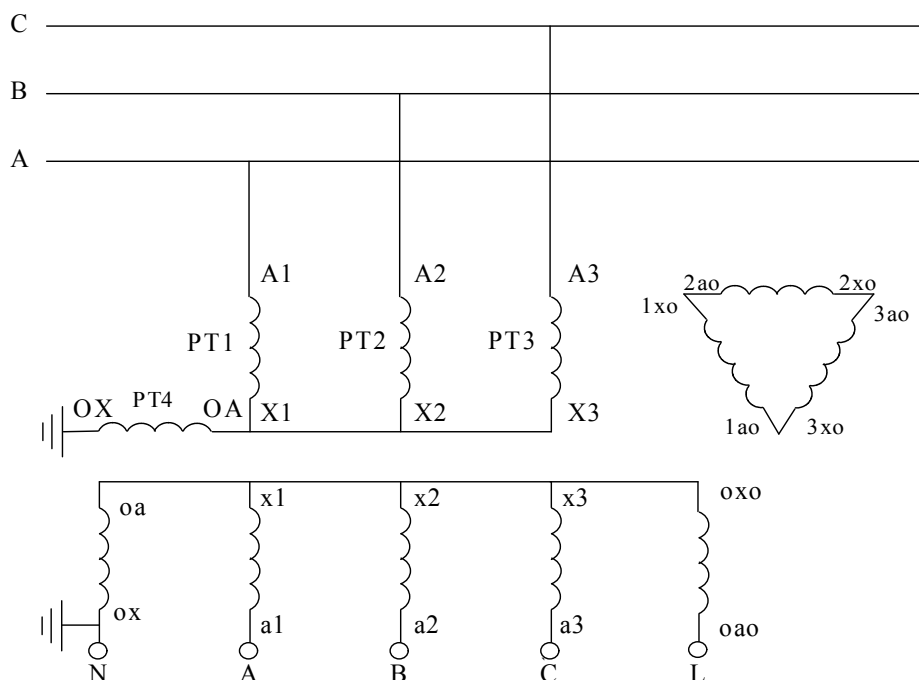 C
B
A
A1 A2 A3
2ao 2xo
1xo 3ao
PT1 PT2 PT3
OX PT4 OA X1 X2 X3
1ao 3xo
oa x1 x2 x3 oxo
ox a1 a2 a3 oao
N A B C L